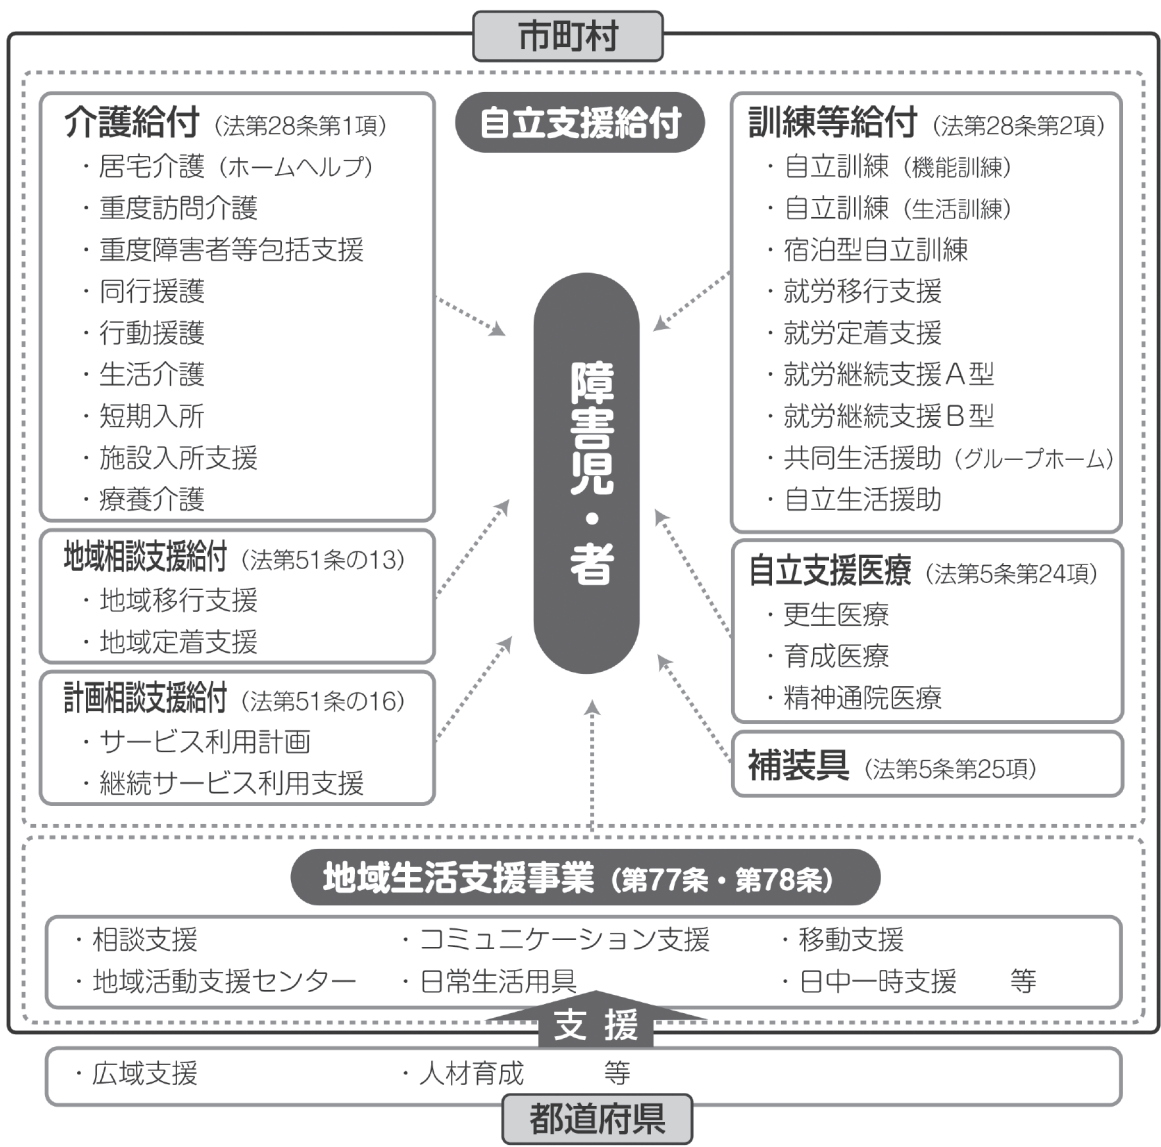 市町村
自立支援給付
介護給付（法第28条第1項）
・居宅介護（ホームヘルプ）
・重度訪問介護
・重度障害者等包括支援
・同行援護
・行動援護
・生活介護
・短期入所
・施設入所支援
・療養介護
地域相談支援給付（法第51条の13）
・地域移行支援
・地域定着支援
計画相談支援給付（法第51条の16）
・サービス利用計画
・継続サービス利用支援
障害児・者
訓練等給付（法第28条第2項）
・自立訓練（機能訓練）
・自立訓練（生活訓練）
・宿泊型自立訓練
・就労移行支援
・就労定着支援
・就労継続支援A型
・就労継続支援B型
・共同生活援助（グループホーム）
・自立生活援助
自立支援医療（法第5条第24項）
・更生医療
・育成医療
・精神通院医療
補装具（法第5条第25項）
地域生活支援事業（第77条・第78条）
・相談支援 ・コミュニケーション支援 ・移動支援
・地域活動支援センター ・日常生活用具 ・日中一時支援 等
支援
・広域支援 ・人材育成 等
都道府県